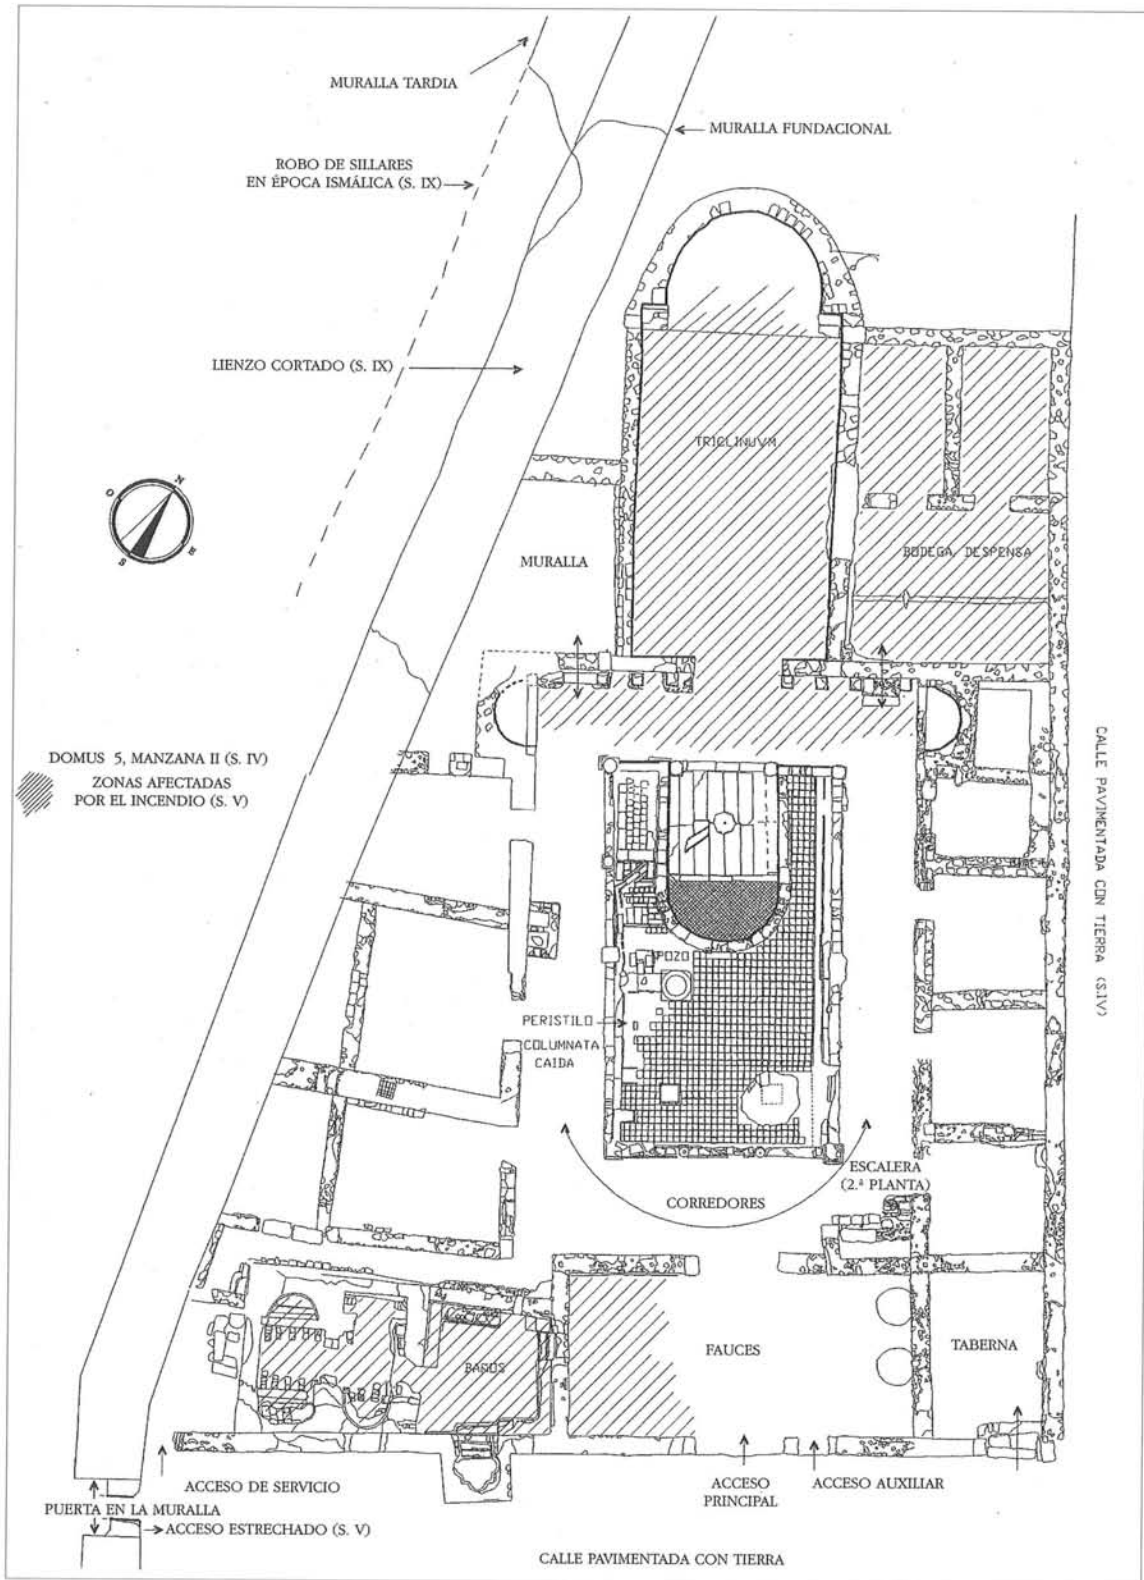 MURALLA TARDIA
MURALLA FUNDACIONAL
ROBO DE SILLARES
EN ÉPOCA ISMÁLICA (S. IX)
LIENZO CORTADO (S. IX)
TRICLINUVM
N
O
E
S
BODEGA, DESPENSA
MURALLA
DOMUS 5, MANZANA II (S. IV)
ZONAS AFECTADAS
POR EL INCENDIO (S. V)
CALLE PAVIMENTADA CON TIERRA (S.IV)
POZO
PERISTILO
COLUMNATA
CAIDA
ESCALERA
(2.ª PLANTA)
CORREDORES
FAUCES
TABERNA
BAÑOS
ACCESO DE SERVICIO
ACCESO
PRINCIPAL
ACCESO AUXILIAR
PUERTA EN LA MURALLA
ACCESO ESTRECHADO (S. V)
CALLE PAVIMENTADA CON TIERRA